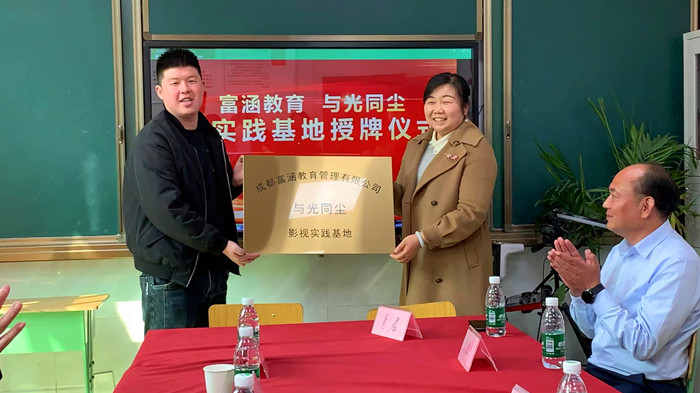 富涵教育 与光同尘
实践基地授牌仪式
成都富涵教育管理有限公司
与光同尘
影视实践基地